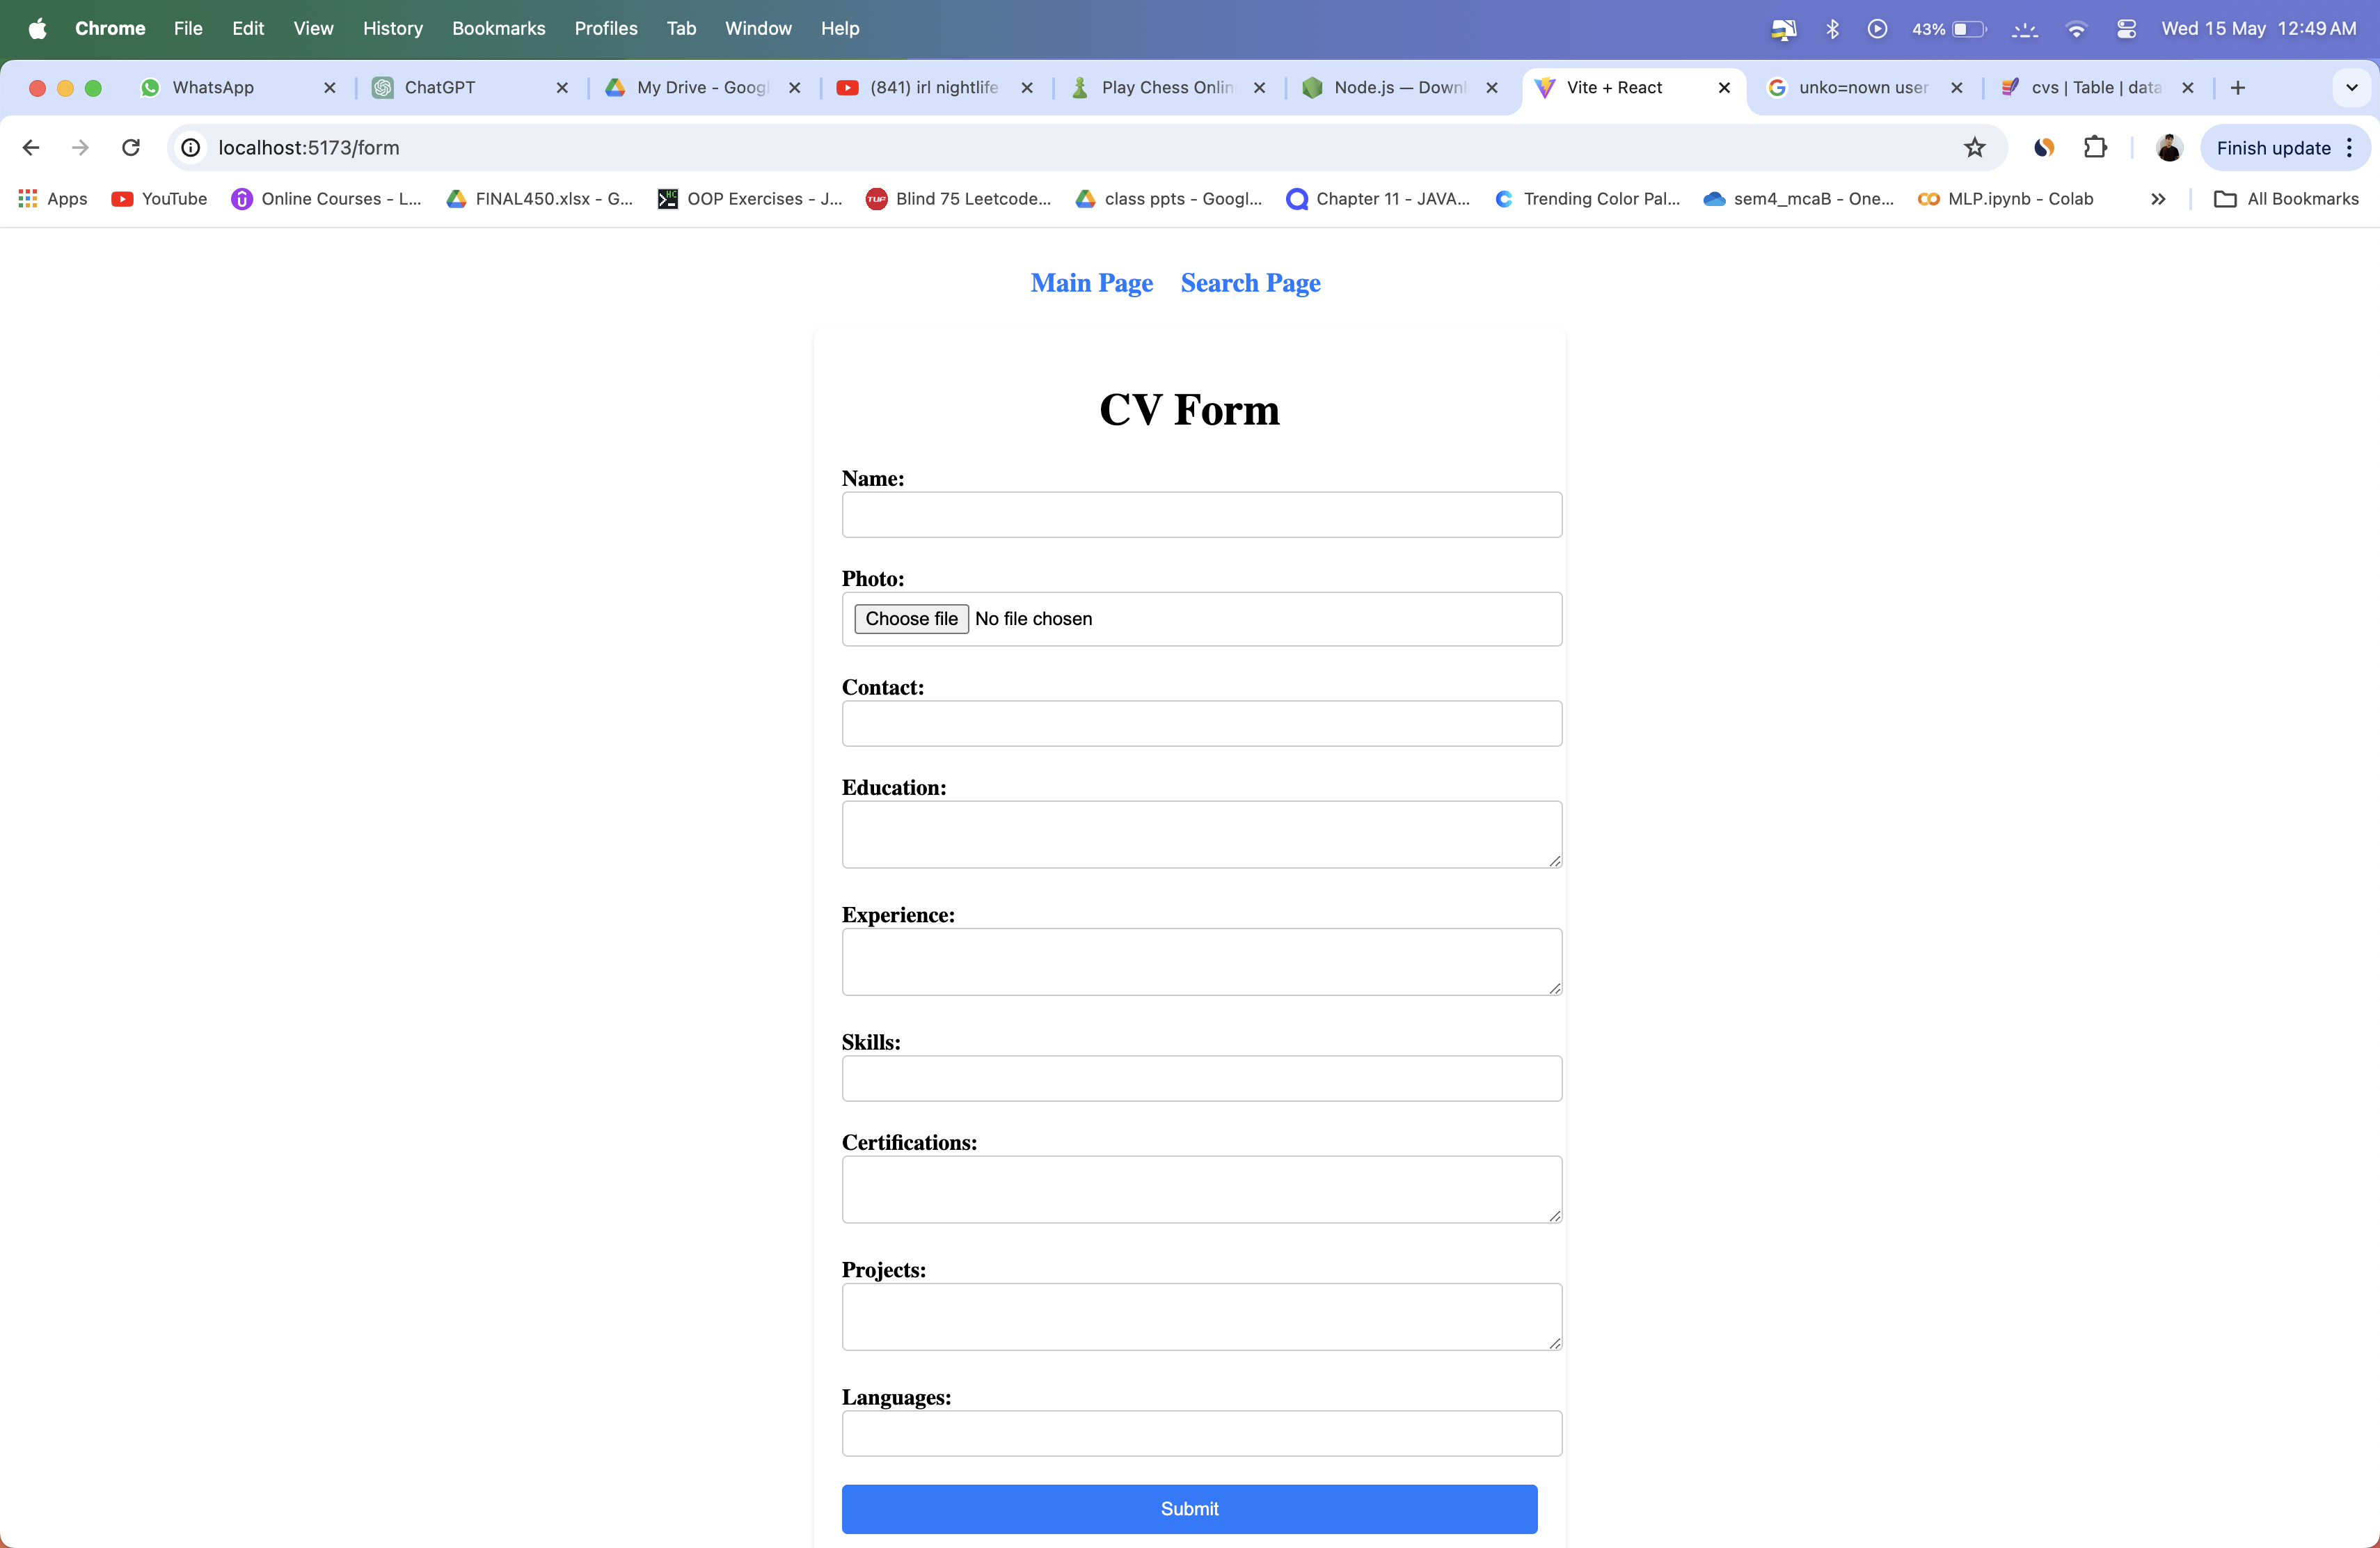 Chrome File Edit View History Bookmarks Profiles Tab Window Help 43% Wed 15 May 12:49 AM
WhatsApp ChatGPT My Drive - Googl (841) irl nightlife Play Chess Onlin Node.js — Downl Vite + React unko=nown user cvs | Table | data
localhost:5173/form Finish update
Apps YouTube Online Courses - L... FINAL450.xlsx - G... OOP Exercises - J... Blind 75 Leetcode... class ppts - Googl... Chapter 11 - JAVA... Trending Color Pal... sem4_mcaB - One... MLP.ipynb - Colab All Bookmarks
Main Page Search Page
CV Form
Name:
Photo:
Choose file No file chosen
Contact:
Education:
Experience:
Skills:
Certifications:
Projects:
Languages:
Submit